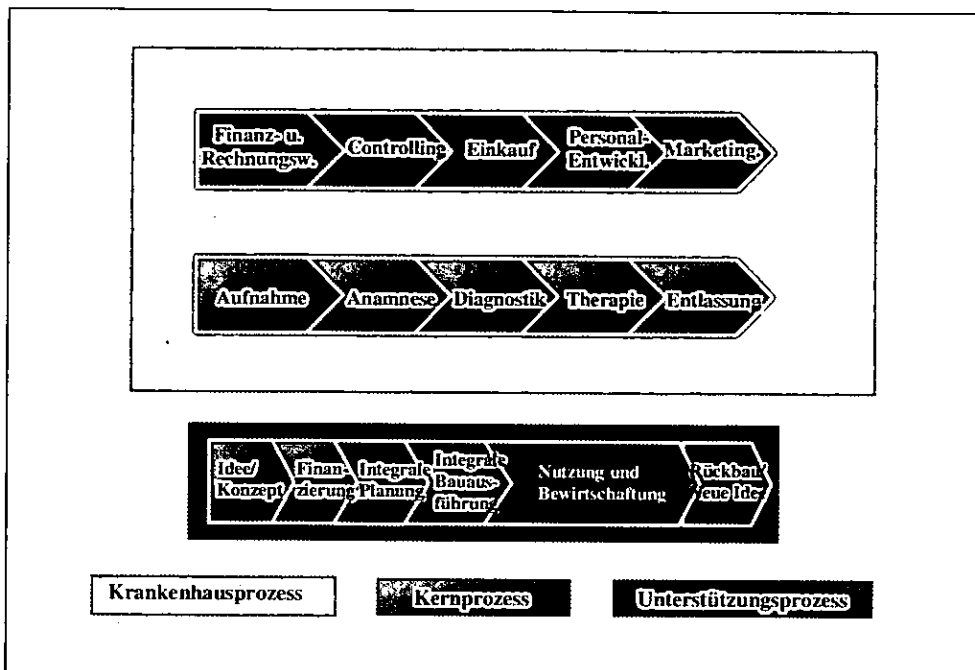 Finanz- u.
Rechnungsw.
Controlling
Einkauf
Personal-
Entwickl.
Marketing.
Aufnahme
Anamnese
Diagnostik
Therapie
Entlassung
Idee/
Konzept
Finan-
zierung
Integrale
Planung
Integrale
Bauaus-
führung
Nutzung und
Bewirtschaftung
Rückbau/
Neue Idee
Krankenhausprozess
Kernprozess
Unterstützungsprozess